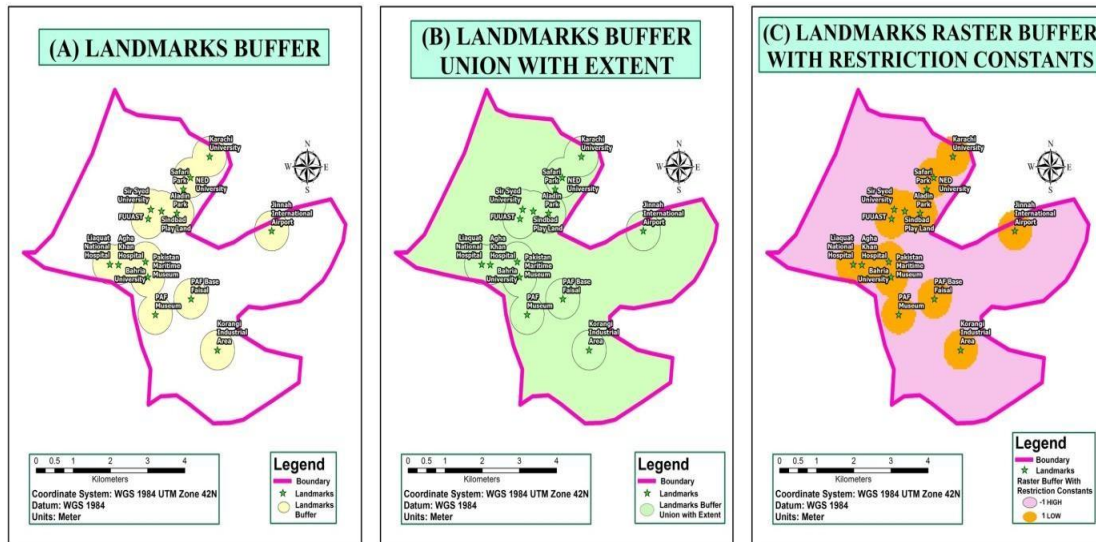 (A) LANDMARKS BUFFER
N
W
E
S
Karachi
University
Safari
Park
NED
University
Sir Syed
University
Aladin
Park
FUUAST
Sindbad
Play Land
Jinnah
International
Airport
Liaquat
National
Hospital
Agha
Khan
Hospital
Pakistan
Maritime
Museum
Bahria
University
PAF Base
Faisal
PAF
Museum
Korangi
Industrial
Area
0 0.5 1 2 3 4
Kilometers
Coordinate System: WGS 1984 UTM Zone 42N
Datum: WGS 1984
Units: Meter
Legend
Boundary
Landmarks
Landmarks
Buffer
(B) LANDMARKS BUFFER
UNION WITH EXTENT
N
W
E
S
Karachi
University
Safari
Park
NED
University
Sir Syed
University
Aladin
Park
FUUAST
Sindbad
Play Land
Jinnah
International
Airport
Liaquat
National
Hospital
Agha
Khan
Hospital
Pakistan
Maritime
Museum
Bahria
University
PAF Base
Faisal
PAF
Museum
Korangi
Industrial
Area
0 0.5 1 2 3 4
Kilometers
Coordinate System: WGS 1984 UTM Zone 42N
Datum: WGS 1984
Units: Meter
Legend
Boundary
Landmarks
Landmarks Buffer
Union with Extent
(C) LANDMARKS RASTER BUFFER
WITH RESTRICTION CONSTANTS
N
W
E
S
Karachi
University
Safari
Park
NED
University
Sir Syed
University
Aladin
Park
FUUAST
Sindbad
Play Land
Jinnah
International
Airport
Liaquat
National
Hospital
Agha
Khan
Hospital
Pakistan
Maritime
Museum
Bahria
University
PAF Base
Faisal
PAF
Museum
Korangi
Industrial
Area
0 0.5 1 2 3 4
Kilometers
Coordinate System: WGS 1984 UTM Zone 42N
Datum: WGS 1984
Units: Meter
Legend
Boundary
Landmarks
Raster Buffer With
Restriction Constants
-1 HIGH
1 LOW